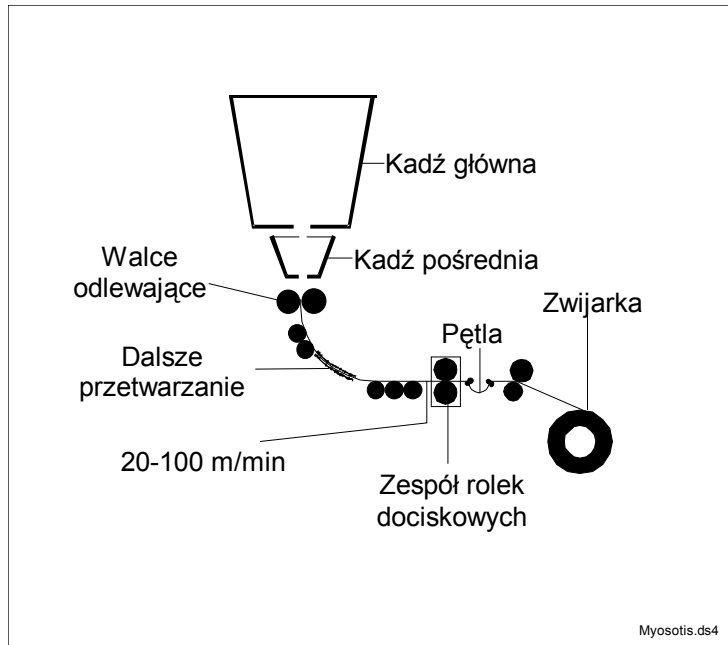 Kadź główna
Kadź pośrednia
Walce
odlewające
Zwijarka
Pętla
Dalsze
przetwarzanie
20-100 m/min
Zespół rolek
dociskowych
Myosotis.ds4